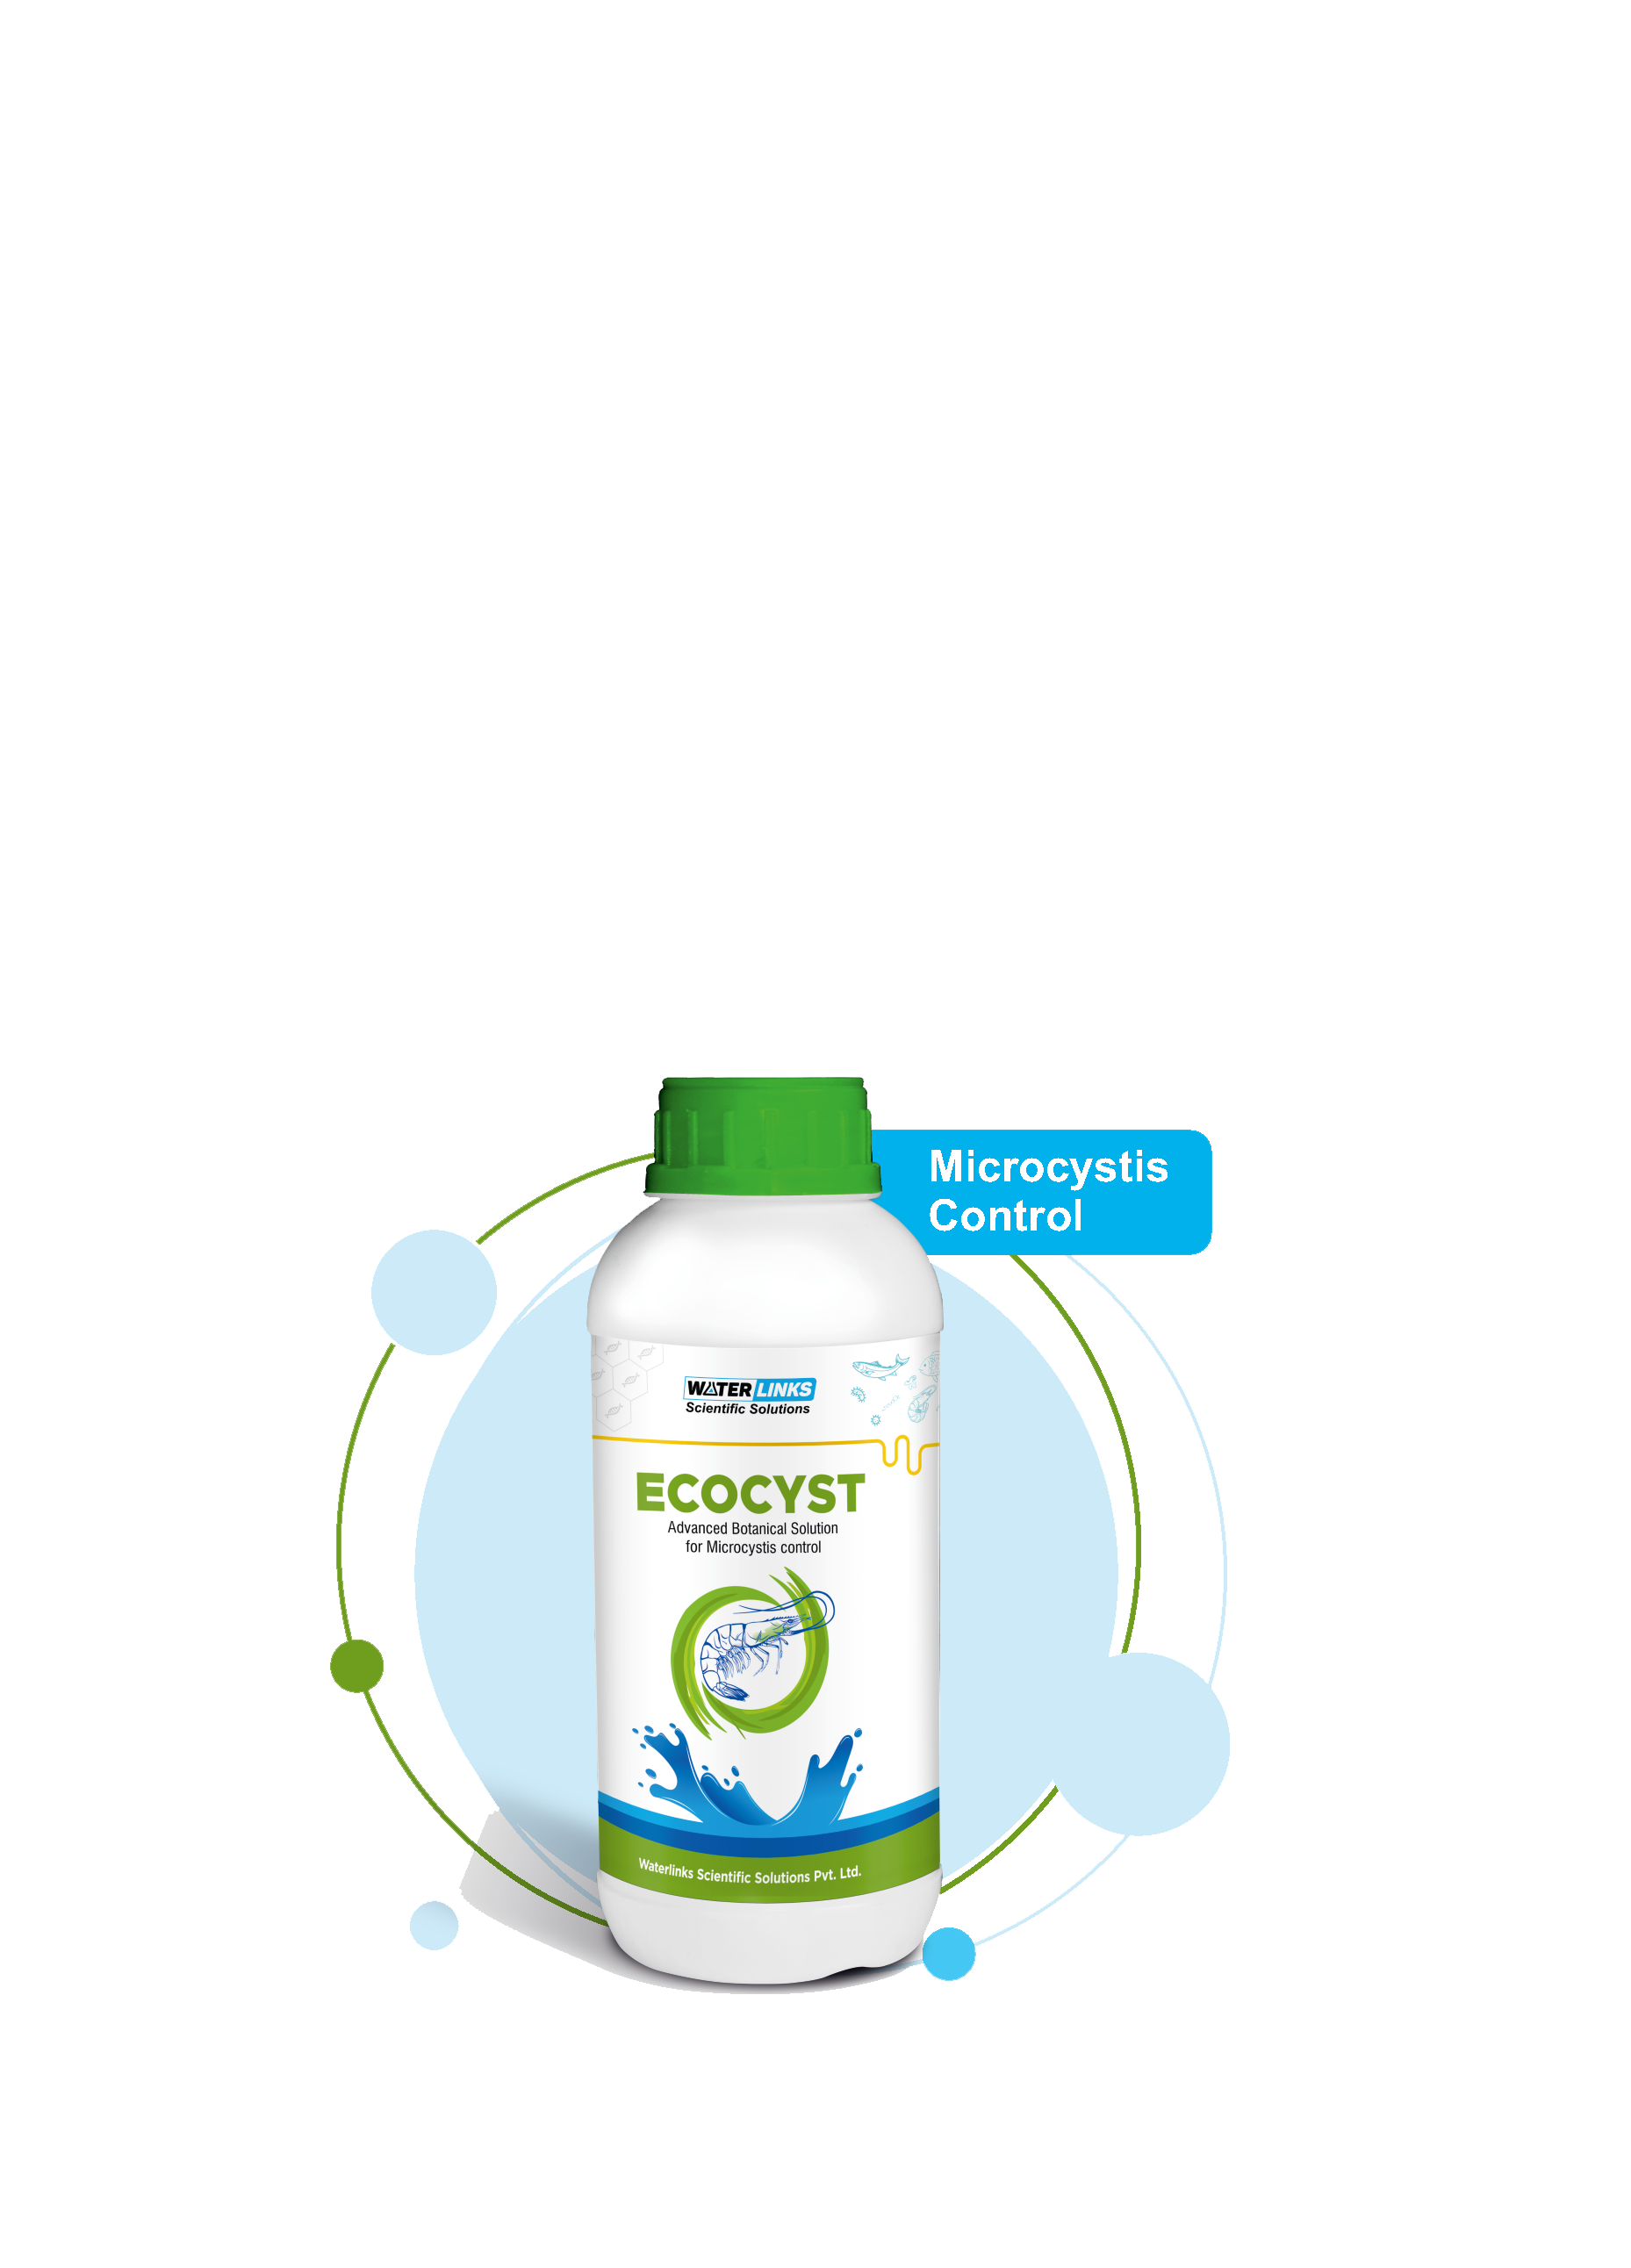 Microcystis
Control
WATER LINKS
Scientific Solutions
ECOCYST
Advanced Botanical Solution
for Microcystis control
Waterlinks Scientific Solutions Pvt. Ltd.